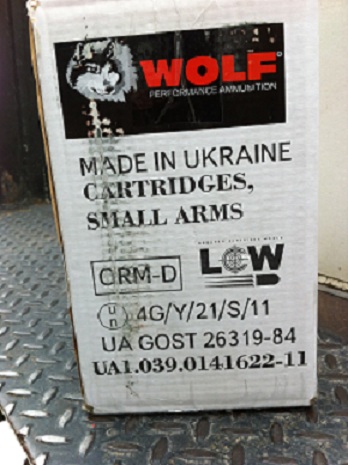 WOLF
PERFORMANCE AMMUNITION
MADE IN UKRAINE
CARTRIDGES,
SMALL ARMS
ORM-D
LCW
un 4G/Y/21/S/11
UA GOST 26319-84
UA1.039.0141622-11